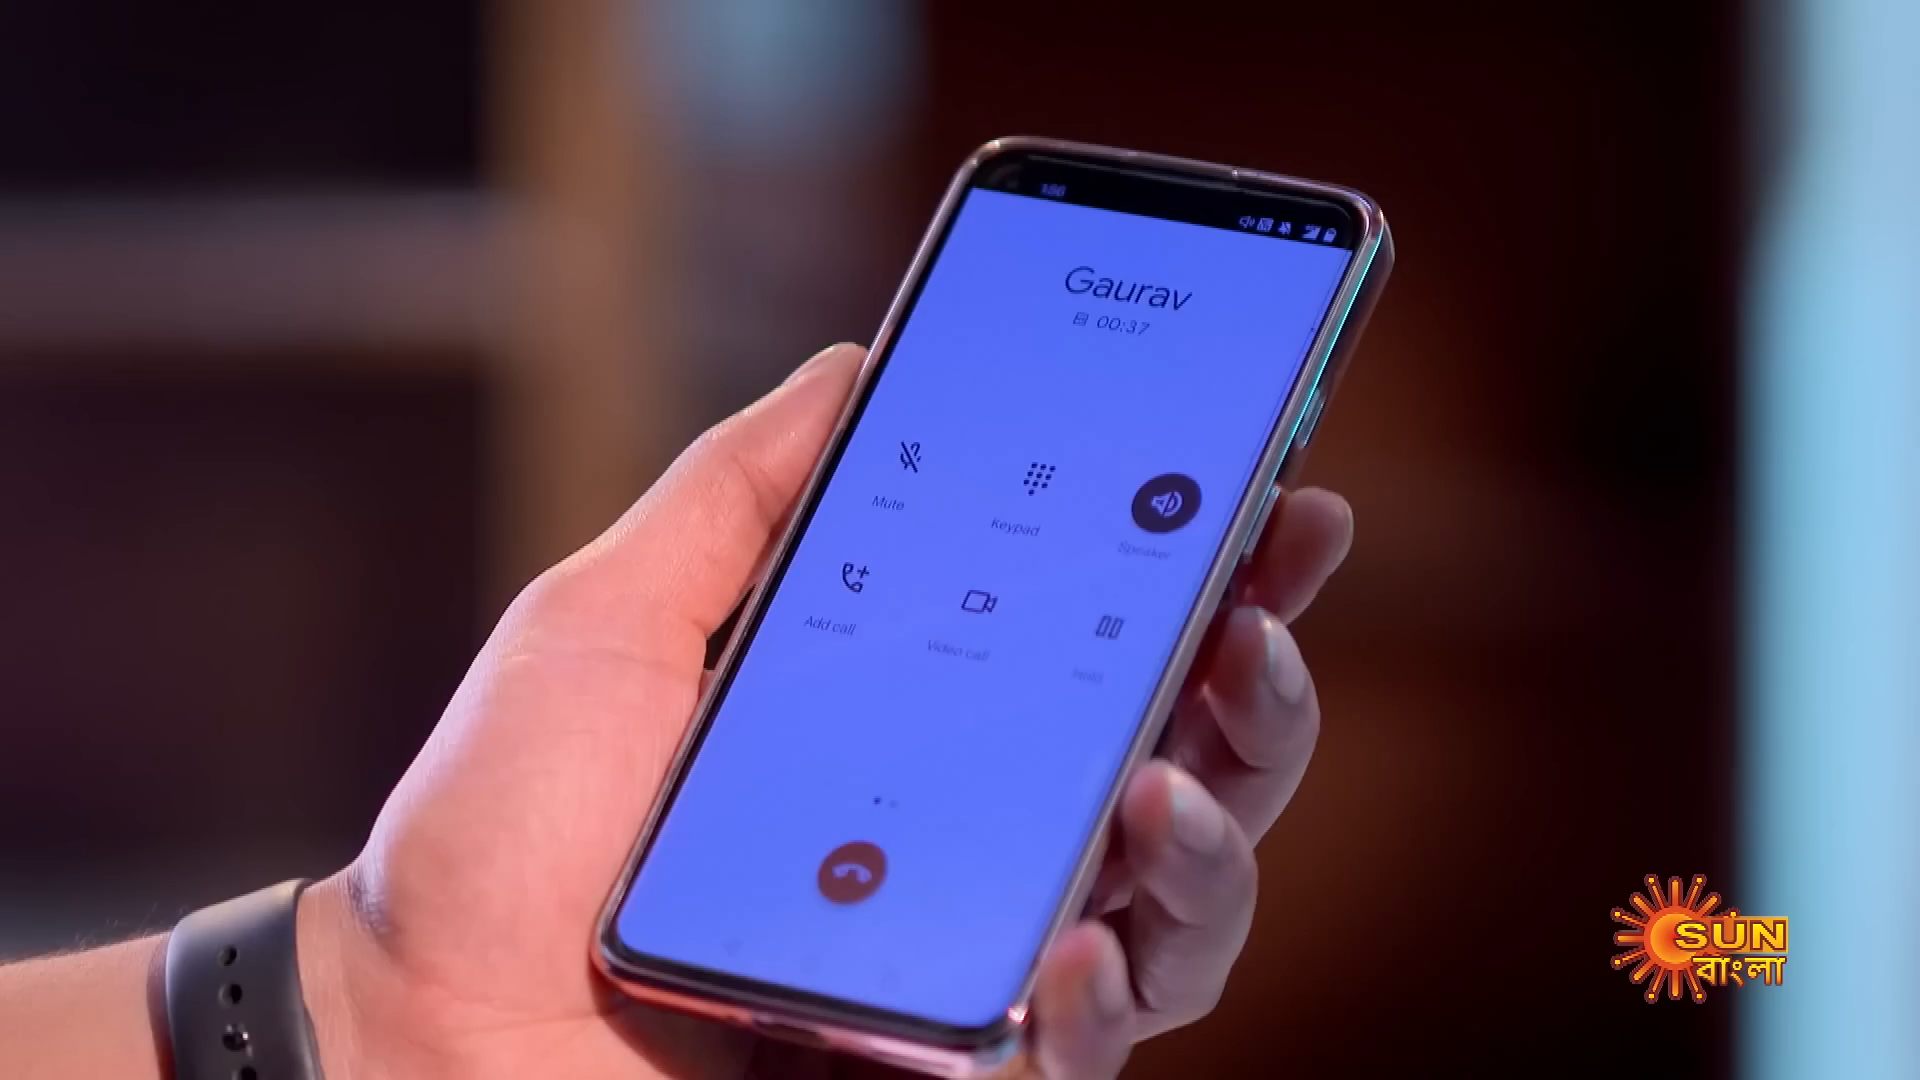 Gaurav
00:37
Mute
Keypad
Speaker
Add call
Video call
Hold
SUN
বাংলা